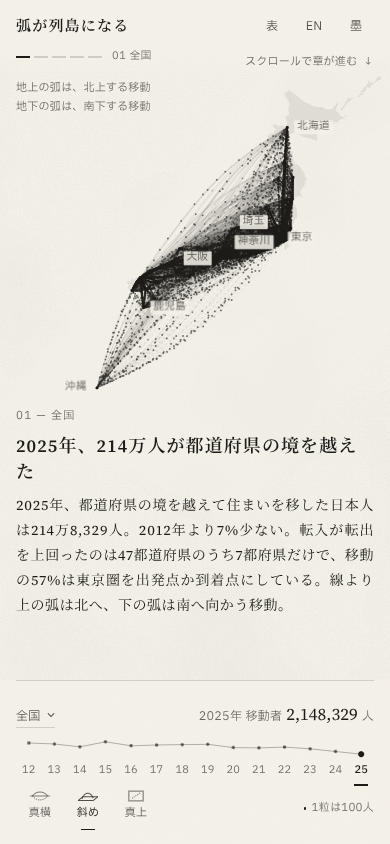 弧が列島になる
表 EN 墨
01 全国
スクロールで章が進む ↓
地上の弧は、北上する移動
地下の弧は、南下する移動
北海道
埼玉
神奈川
東京
大阪
鹿児島
沖縄
01 — 全国
2025年、214万人が都道府県の境を越え
た
2025年、都道府県の境を越えて住まいを移した日本人
は214万8,329人。2012年より7%少ない。転入が転出
を上回ったのは47都道府県のうち7都府県だけで、移動
の57%は東京圏を出発点か到着点にしている。線より
上の弧は北へ、下の弧は南へ向かう移動。
全国
2025年 移動者 2,148,329 人
12 13 14 15 16 17 18 19 20 21 22 23 24 25
真横 斜め 真上
・1粒は100人